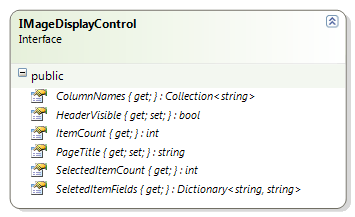 IMageDisplayControl
Interface
public
ColumnNames { get; } : Collection<string>
HeaderVisible { get; set; } : bool
ItemCount { get; } : int
PageTitle { get; set; } : string
SelectedItemCount { get; } : int
SeletedItemFields { get; } : Dictionary<string, string>